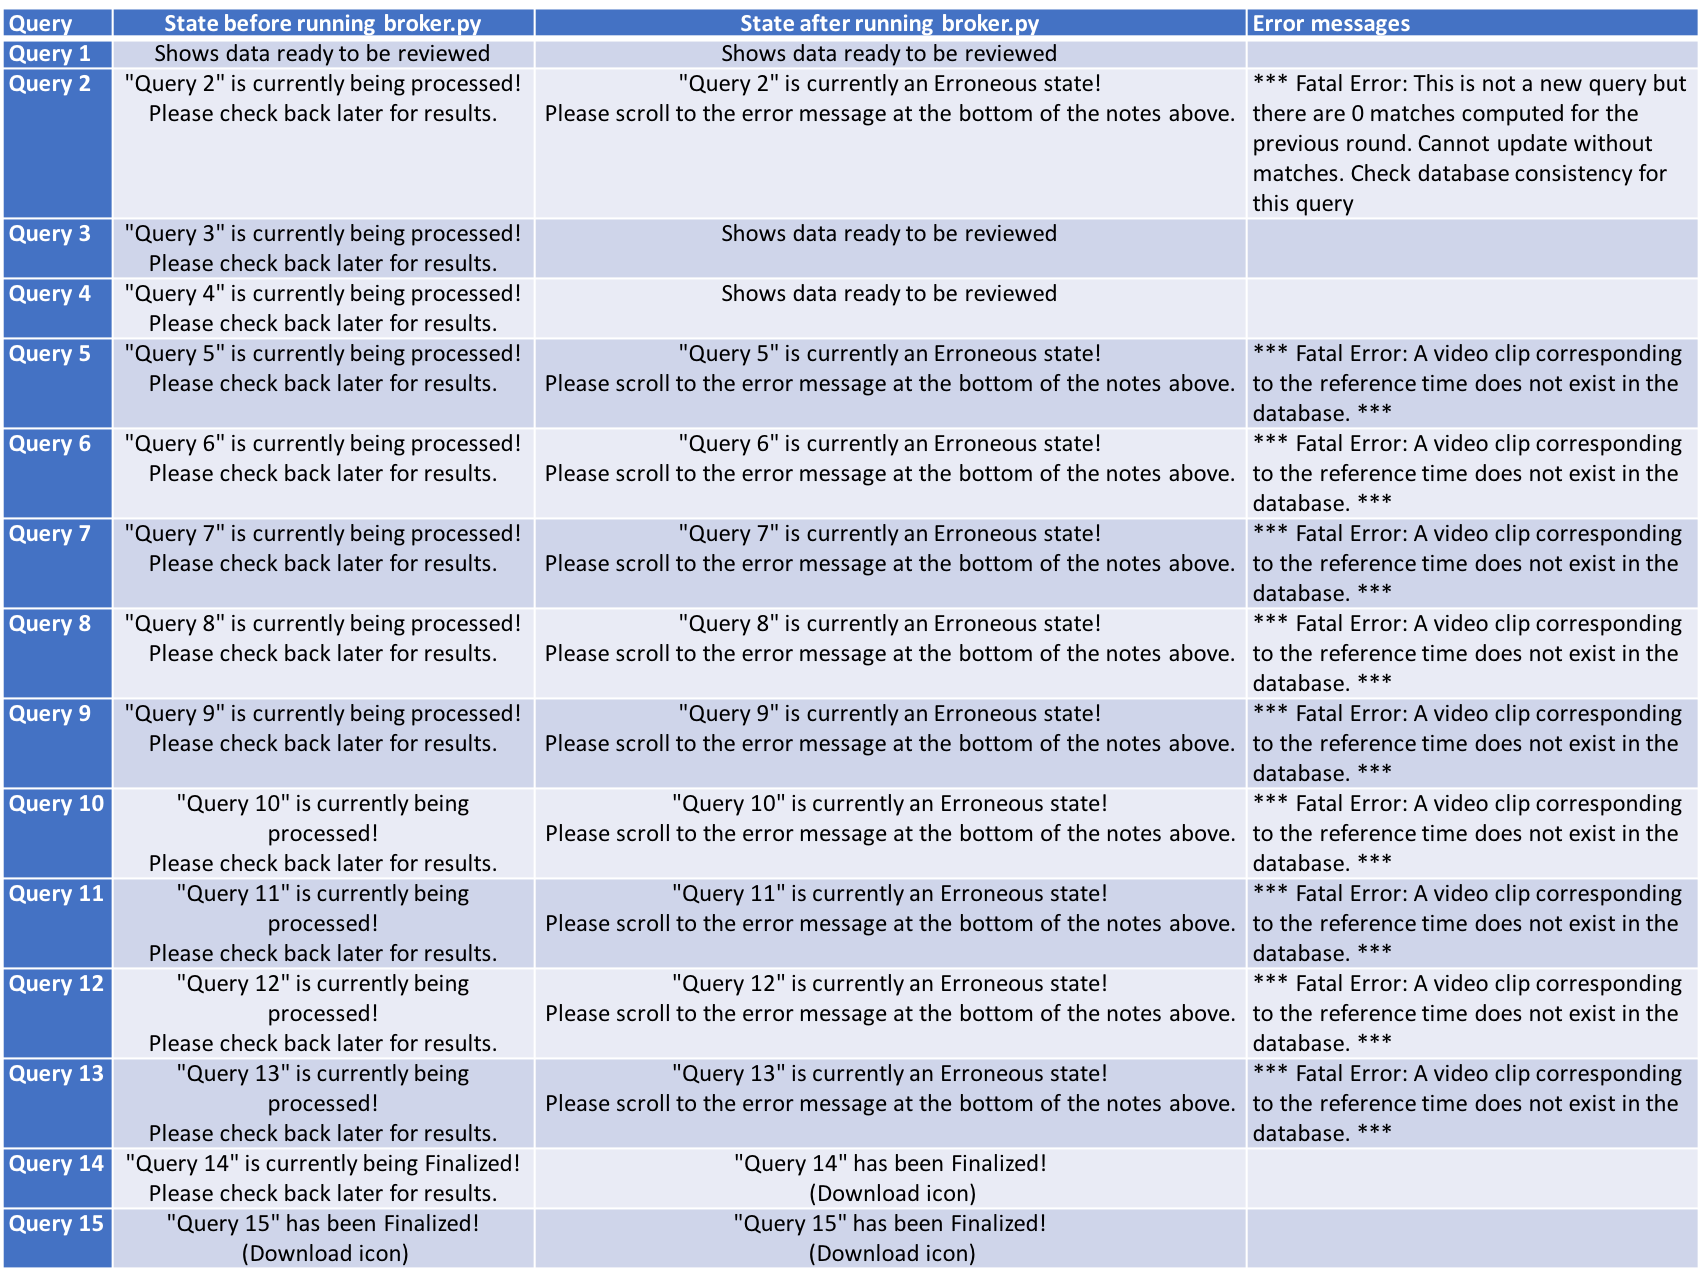 Query State before running broker.py State after running broker.py Error messages
Query 1 Shows data ready to be reviewed Shows data ready to be reviewed
Query 2 "Query 2" is currently being processed! "Query 2" is currently an Erroneous state! *** Fatal Error: This is not a new query but
Please check back later for results. Please scroll to the error message at the bottom of the notes above. there are 0 matches computed for the
previous round. Cannot update without
matches. Check database consistency for
this query
Query 3 "Query 3" is currently being processed! Shows data ready to be reviewed
Please check back later for results.
Query 4 "Query 4" is currently being processed! Shows data ready to be reviewed
Please check back later for results.
Query 5 "Query 5" is currently being processed! "Query 5" is currently an Erroneous state! *** Fatal Error: A video clip corresponding
Please check back later for results. Please scroll to the error message at the bottom of the notes above. to the reference time does not exist in the
database. ***
Query 6 "Query 6" is currently being processed! "Query 6" is currently an Erroneous state! *** Fatal Error: A video clip corresponding
Please check back later for results. Please scroll to the error message at the bottom of the notes above. to the reference time does not exist in the
database. ***
Query 7 "Query 7" is currently being processed! "Query 7" is currently an Erroneous state! *** Fatal Error: A video clip corresponding
Please check back later for results. Please scroll to the error message at the bottom of the notes above. to the reference time does not exist in the
database. ***
Query 8 "Query 8" is currently being processed! "Query 8" is currently an Erroneous state! *** Fatal Error: A video clip corresponding
Please check back later for results. Please scroll to the error message at the bottom of the notes above. to the reference time does not exist in the
database. ***
Query 9 "Query 9" is currently being processed! "Query 9" is currently an Erroneous state! *** Fatal Error: A video clip corresponding
Please check back later for results. Please scroll to the error message at the bottom of the notes above. to the reference time does not exist in the
database. ***
Query 10 "Query 10" is currently being "Query 10" is currently an Erroneous state! *** Fatal Error: A video clip corresponding
processed! Please scroll to the error message at the bottom of the notes above. to the reference time does not exist in the
Please check back later for results. database. ***
Query 11 "Query 11" is currently being "Query 11" is currently an Erroneous state! *** Fatal Error: A video clip corresponding
processed! Please scroll to the error message at the bottom of the notes above. to the reference time does not exist in the
Please check back later for results. database. ***
Query 12 "Query 12" is currently being "Query 12" is currently an Erroneous state! *** Fatal Error: A video clip corresponding
processed! Please scroll to the error message at the bottom of the notes above. to the reference time does not exist in the
Please check back later for results. database. ***
Query 13 "Query 13" is currently being "Query 13" is currently an Erroneous state! *** Fatal Error: A video clip corresponding
processed! Please scroll to the error message at the bottom of the notes above. to the reference time does not exist in the
Please check back later for results. database. ***
Query 14 "Query 14" is currently being Finalized! "Query 14" has been Finalized!
Please check back later for results. (Download icon)
Query 15 "Query 15" has been Finalized! "Query 15" has been Finalized!
(Download icon) (Download icon)